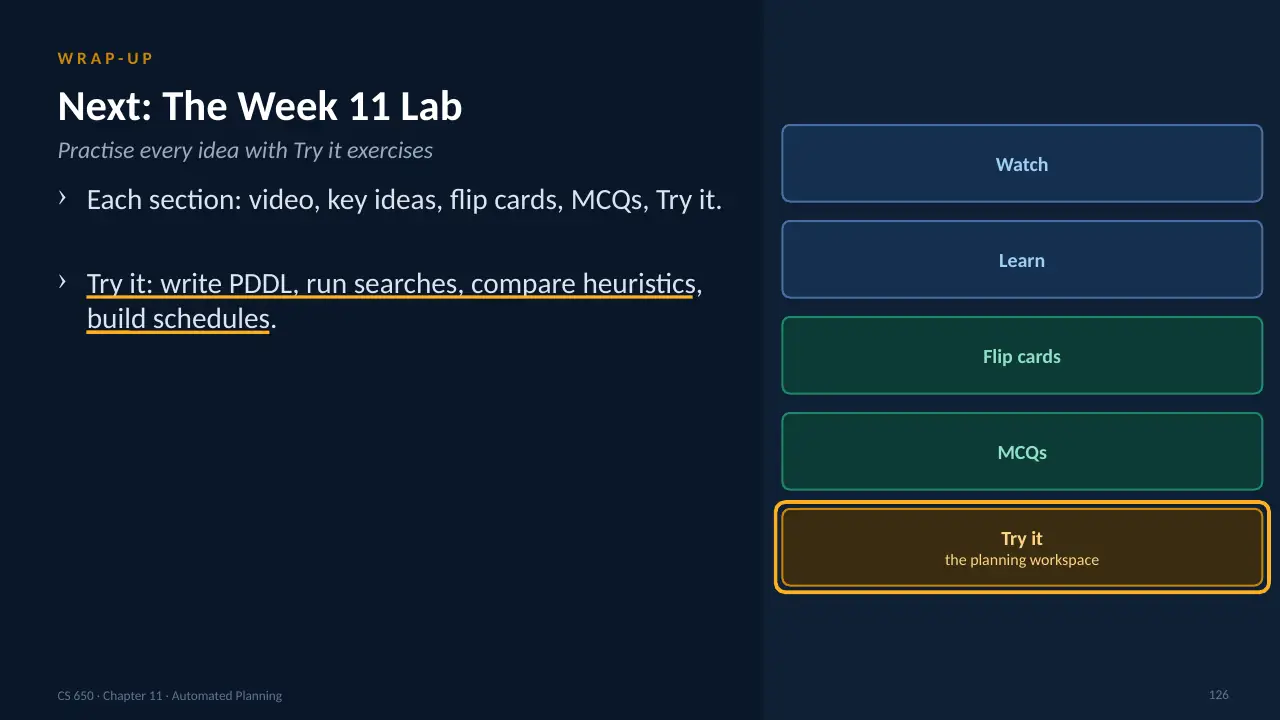 WRAP-UP
Next: The Week 11 Lab
Practise every idea with Try it exercises
› Each section: video, key ideas, flip cards, MCQs, Try it.
› Try it: write PDDL, run searches, compare heuristics,
build schedules.
Watch
Learn
Flip cards
MCQs
Try it
the planning workspace
CS 650 · Chapter 11 · Automated Planning
126